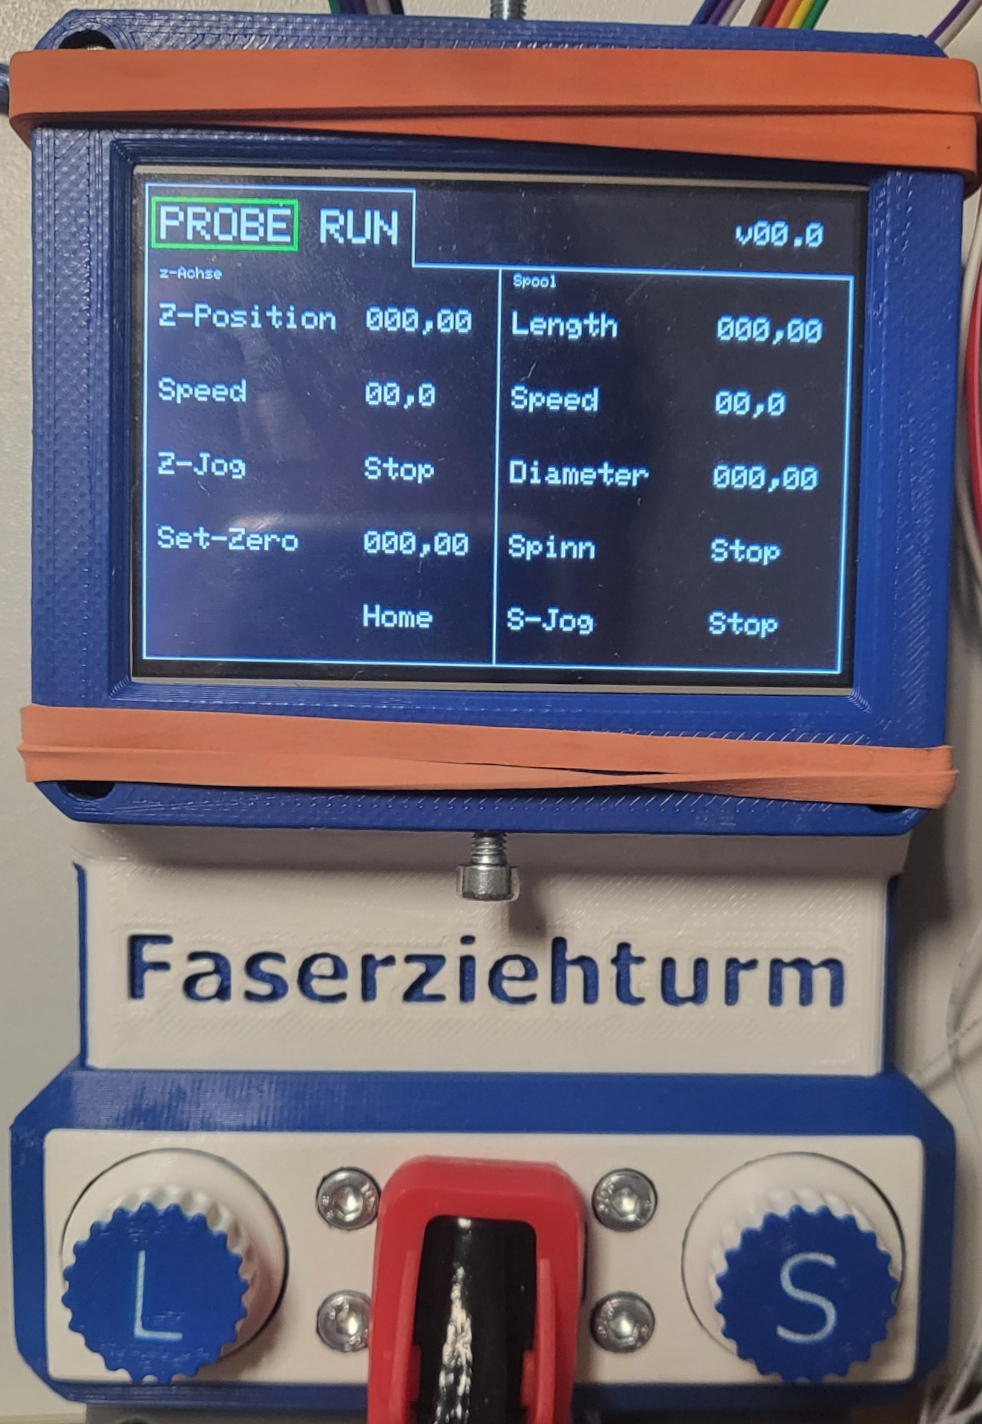 PROBE RUN v00.0
z-Achse
Z-Position 000,00
Speed 00,0
Z-Jog Stop
Set-Zero 000,00
Home
Spool
Length 000,00
Speed 00,0
Diameter 000,00
Spinn Stop
S-Jog Stop
Faserziehturm
L S